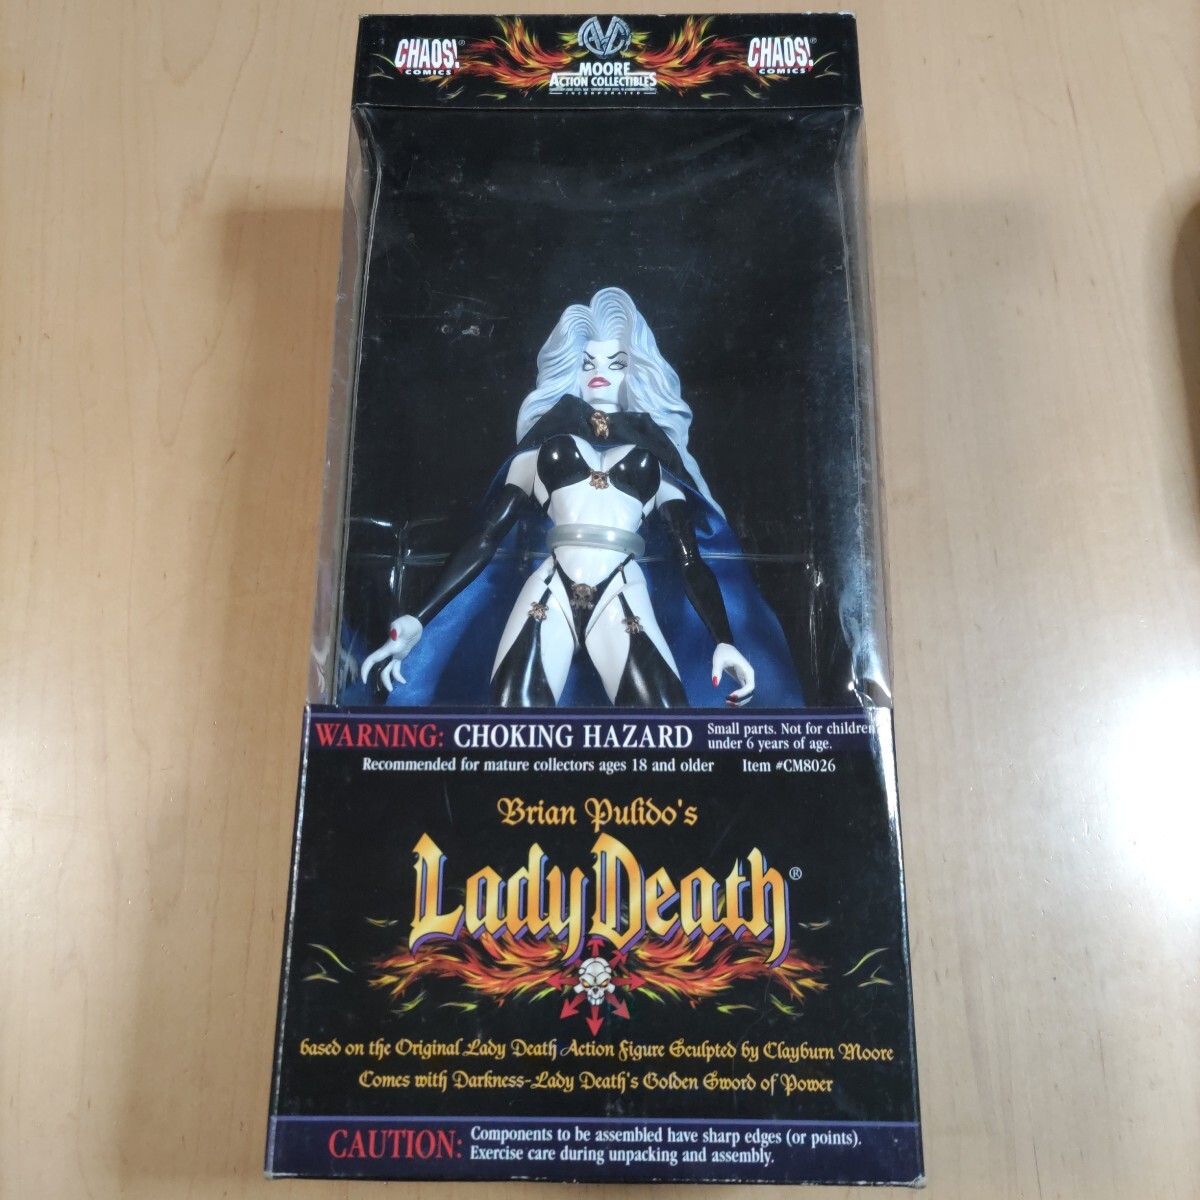 CHAOS!®
COMICS
MOORE
ACTION COLLECTIBLES
INCORPORATED
CHAOS!®
COMICS
WARNING: CHOKING HAZARD Small parts. Not for children
under 6 years of age.
Recommended for mature collectors ages 18 and older Item #CM8026
Brian Pulido's
Lady Death®
based on the Original Lady Death Action Figure Sculpted by Clayburn Moore
Comes with Darkness-Lady Death's Golden Sword of Power
CAUTION: Components to be assembled have sharp edges (or points).
Exercise care during unpacking and assembly.